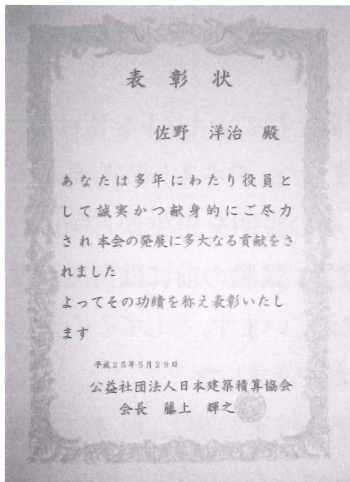 表彰状
佐野 洋治 殿
あなたは多年にわたり役員と
して誠実かつ献身的にご尽力
され本会の発展に多大なる貢献をさ
れました
よってその功績を称え表彰いたし
ます
平成25年5月29日
公益社団法人日本建築積算協会
会長 藤上 輝之